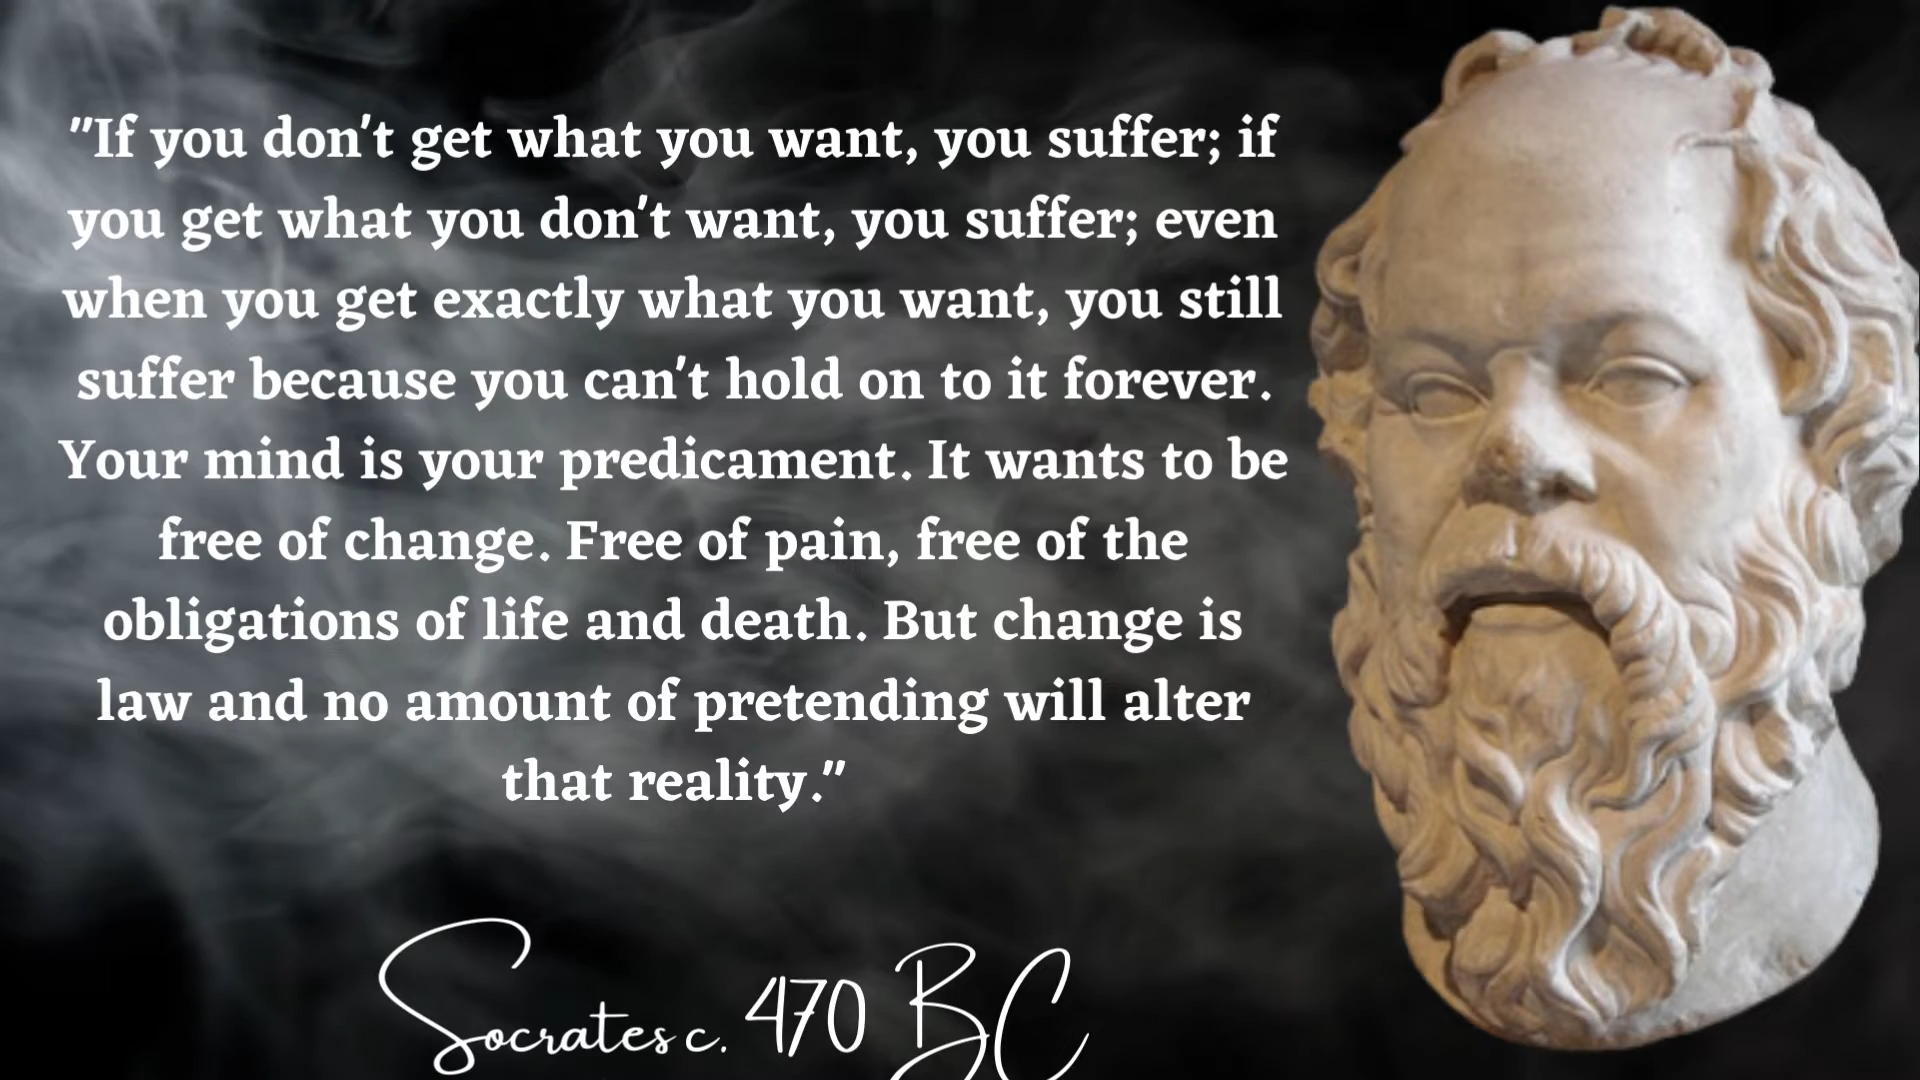 "If you don't get what you want, you suffer; if
you get what you don't want, you suffer; even
when you get exactly what you want, you still
suffer because you can't hold on to it forever.
Your mind is your predicament. It wants to be
free of change. Free of pain, free of the
obligations of life and death. But change is
law and no amount of pretending will alter
that reality."
Socrates c. 470 BC